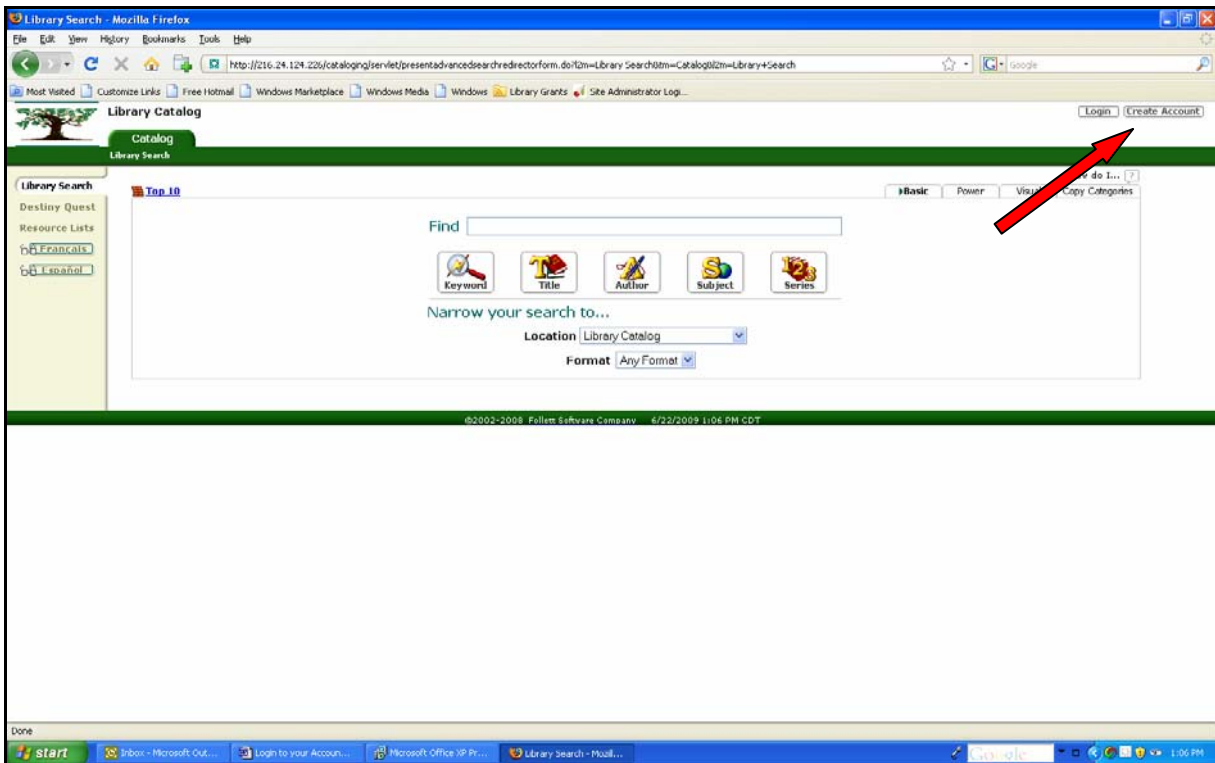 Library Search - Mozilla Firefox
File Edit View History Bookmarks Tools Help
http://216.24.124.226/cataloging/servlet/presentadvancedsearchredirectorform.do?l2m=Library Search&tm=Catalog&l2m=Library+Search
Google
Most Visited Customize Links Free Hotmail Windows Marketplace Windows Media Windows Library Grants Site Administrator Logi...
Library Catalog
Login Create Account
Catalog
Library Search
do I... ?
Library Search
Destiny Quest
Resource Lists
Français
Español
Top 10
Basic Power Copy Categories
Find
Keyword Title Author Subject Series
Narrow your search to...
Location Library Catalog
Format Any Format
©2002-2008 Follett Software Company 6/22/2009 1:06 PM CDT
Done
start Inbox - Microsoft Out... Login to your Accoun... Microsoft Office XP Pr... Library Search - Mozil... Google 1:06 PM